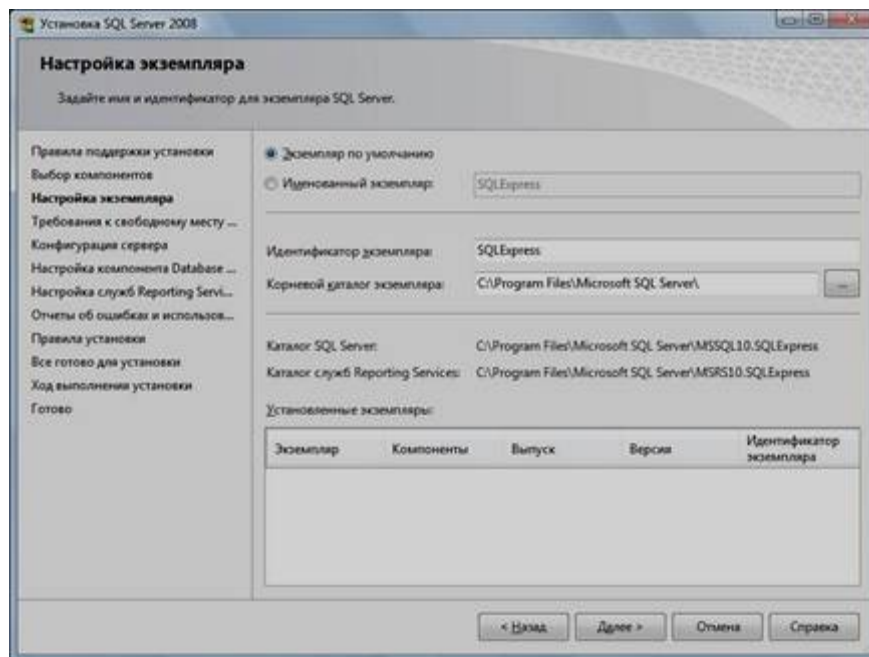 Установка SQL Server 2008
Настройка экземпляра
Задайте имя и идентификатор для экземпляра SQL Server.
Правила поддержки установки
Выбор компонентов
Настройка экземпляра
Требования к свободному месту ...
Конфигурация сервера
Настройка компонента Database ...
Настройка служб Reporting Servi...
Отчеты об ошибках и использов...
Правила установки
Все готово для установки
Ход выполнения установки
Готово
Экземпляр по умолчанию
Именованный экземпляр:
SQLExpress
Идентификатор экземпляра:
SQLExpress
Корневой каталог экземпляра:
C:\Program Files\Microsoft SQL Server\
...
Каталог SQL Server:
C:\Program Files\Microsoft SQL Server\MSSQL10.SQLExpress
Каталог служб Reporting Services:
C:\Program Files\Microsoft SQL Server\MSRS10.SQLExpress
Установленные экземпляры:
Экземпляр
Компоненты
Выпуск
Версия
Идентификатор экземпляра
< Назад
Далее >
Отмена
Справка